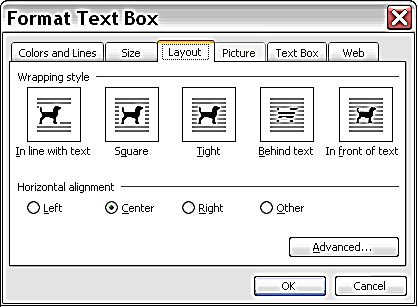 Format Text Box
Colors and Lines Size Layout Picture Text Box Web
Wrapping style
In line with text Square Tight Behind text In front of text
Horizontal alignment
Left Center Right Other
Advanced...
OK Cancel